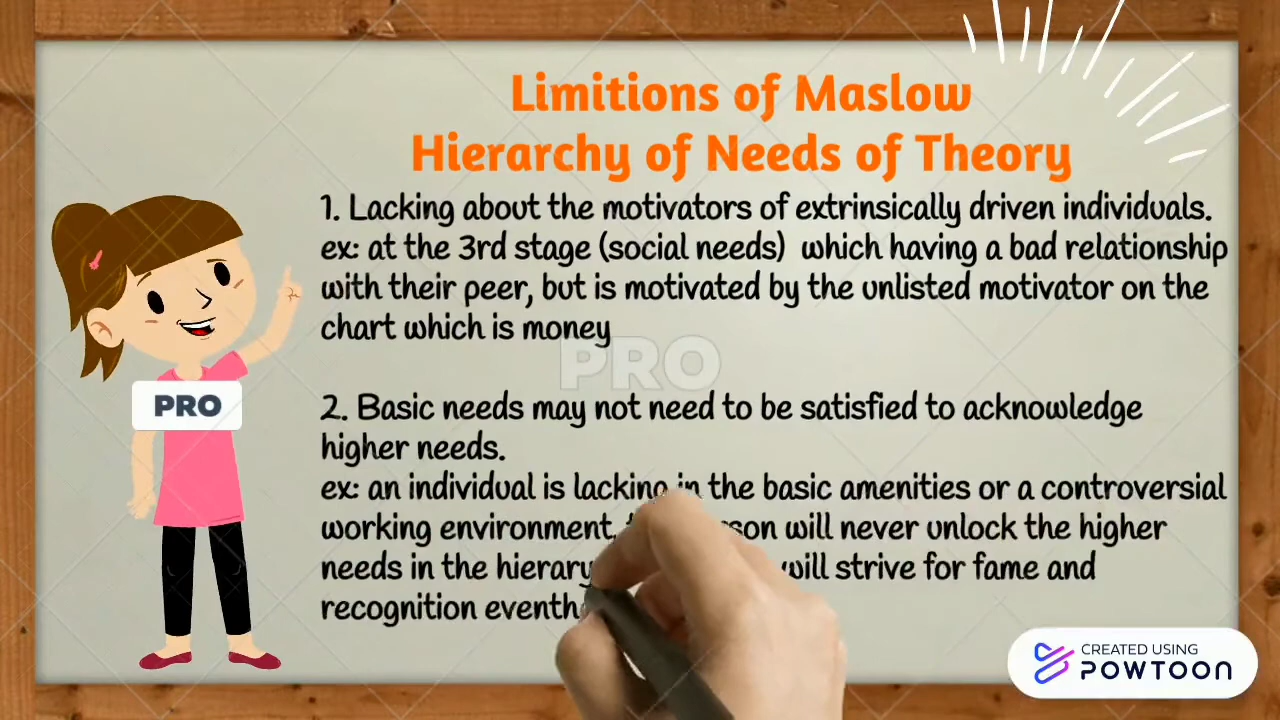 Limitions of Maslow
Hierarchy of Needs of Theory
1. Lacking about the motivators of extrinsically driven individuals.
ex: at the 3rd stage (social needs) which having a bad relationship
with their peer, but is motivated by the unlisted motivator on the
chart which is money
PRO
2. Basic needs may not need to be satisfied to acknowledge
higher needs.
ex: an individual is lacking in the basic amenities or a controversial
working environment. will never unlock the higher
needs in the will strive for fame and
recognition
PRO
CREATED USING
POWTOON